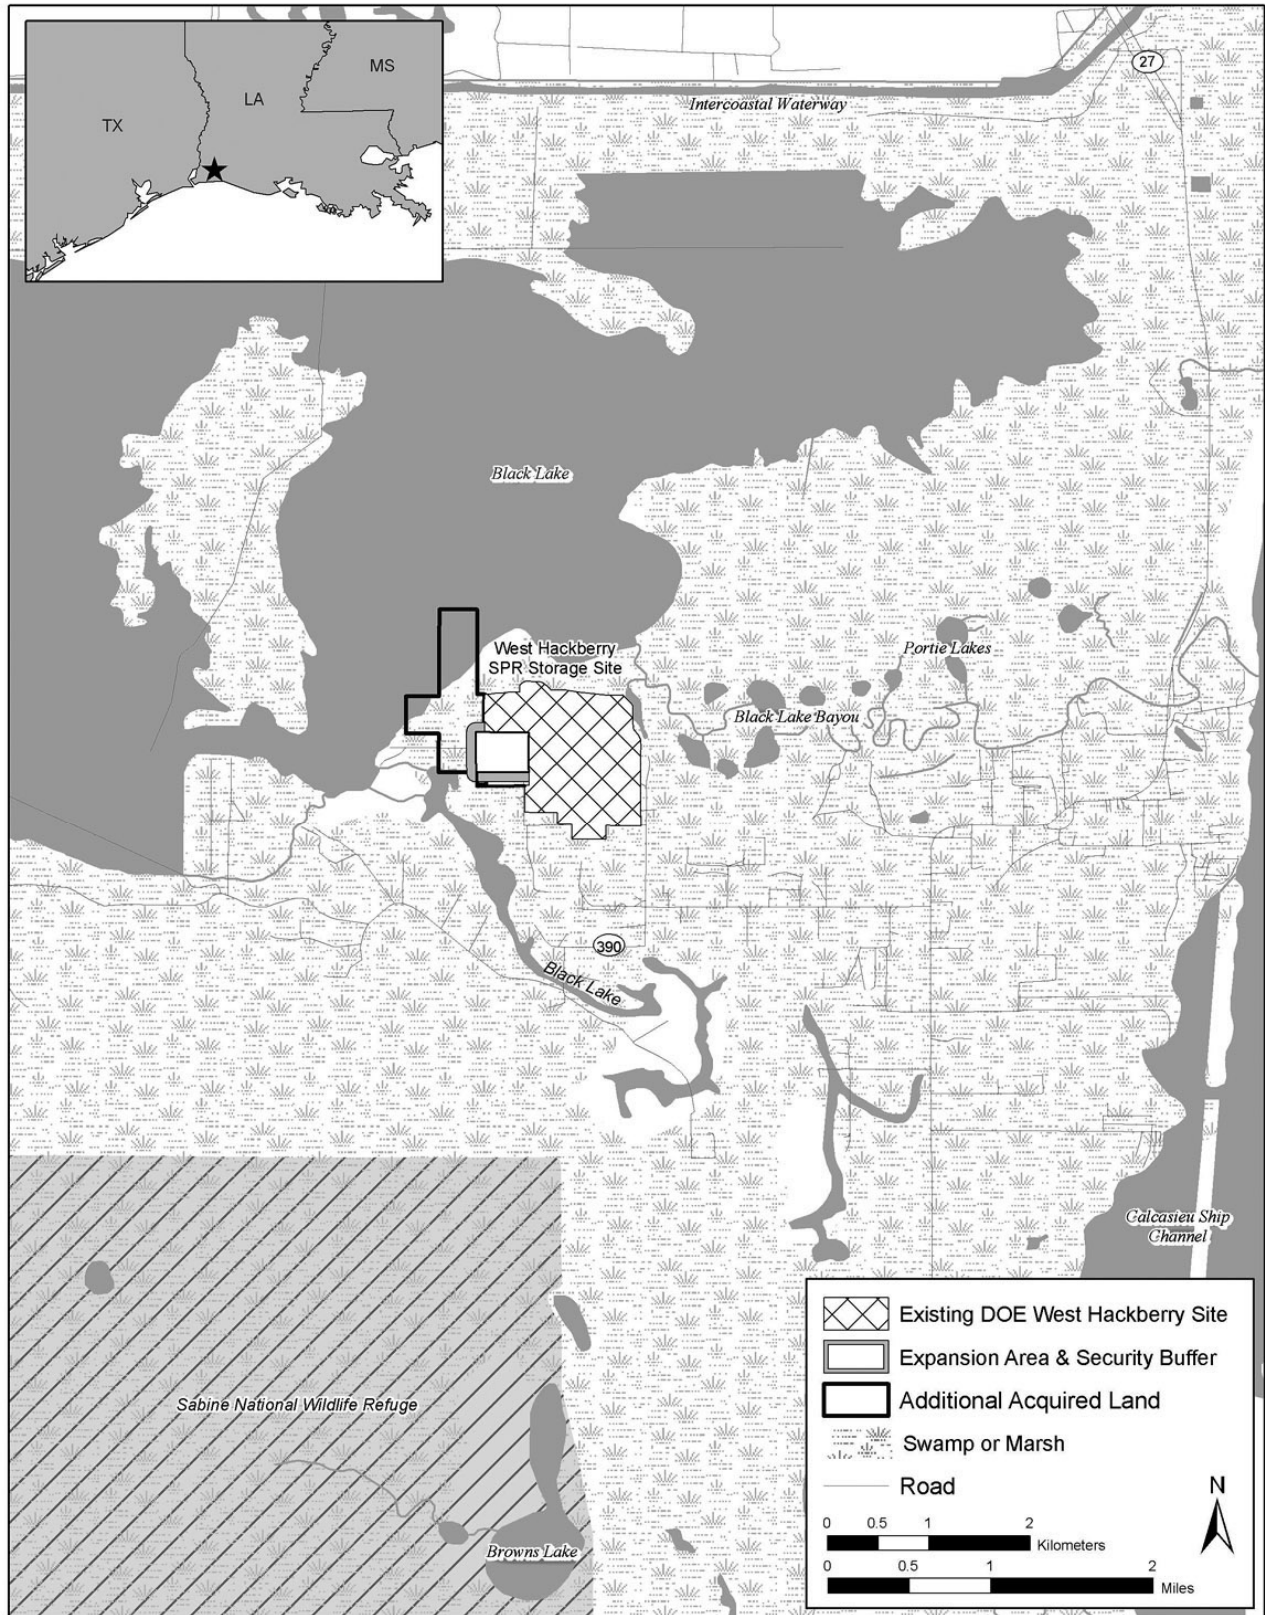 TX
LA
MS
27
Intercoastal Waterway
Black Lake
West Hackberry
SPR Storage Site
Portie Lakes
Black Lake Bayou
390
Black Lake
Galcasieu Ship
Channel
Sabine National Wildlife Refuge
Browns Lake
Existing DOE West Hackberry Site
Expansion Area & Security Buffer
Additional Acquired Land
Swamp or Marsh
Road
N
0 0.5 1 2
Kilometers
0 0.5 1 2
Miles